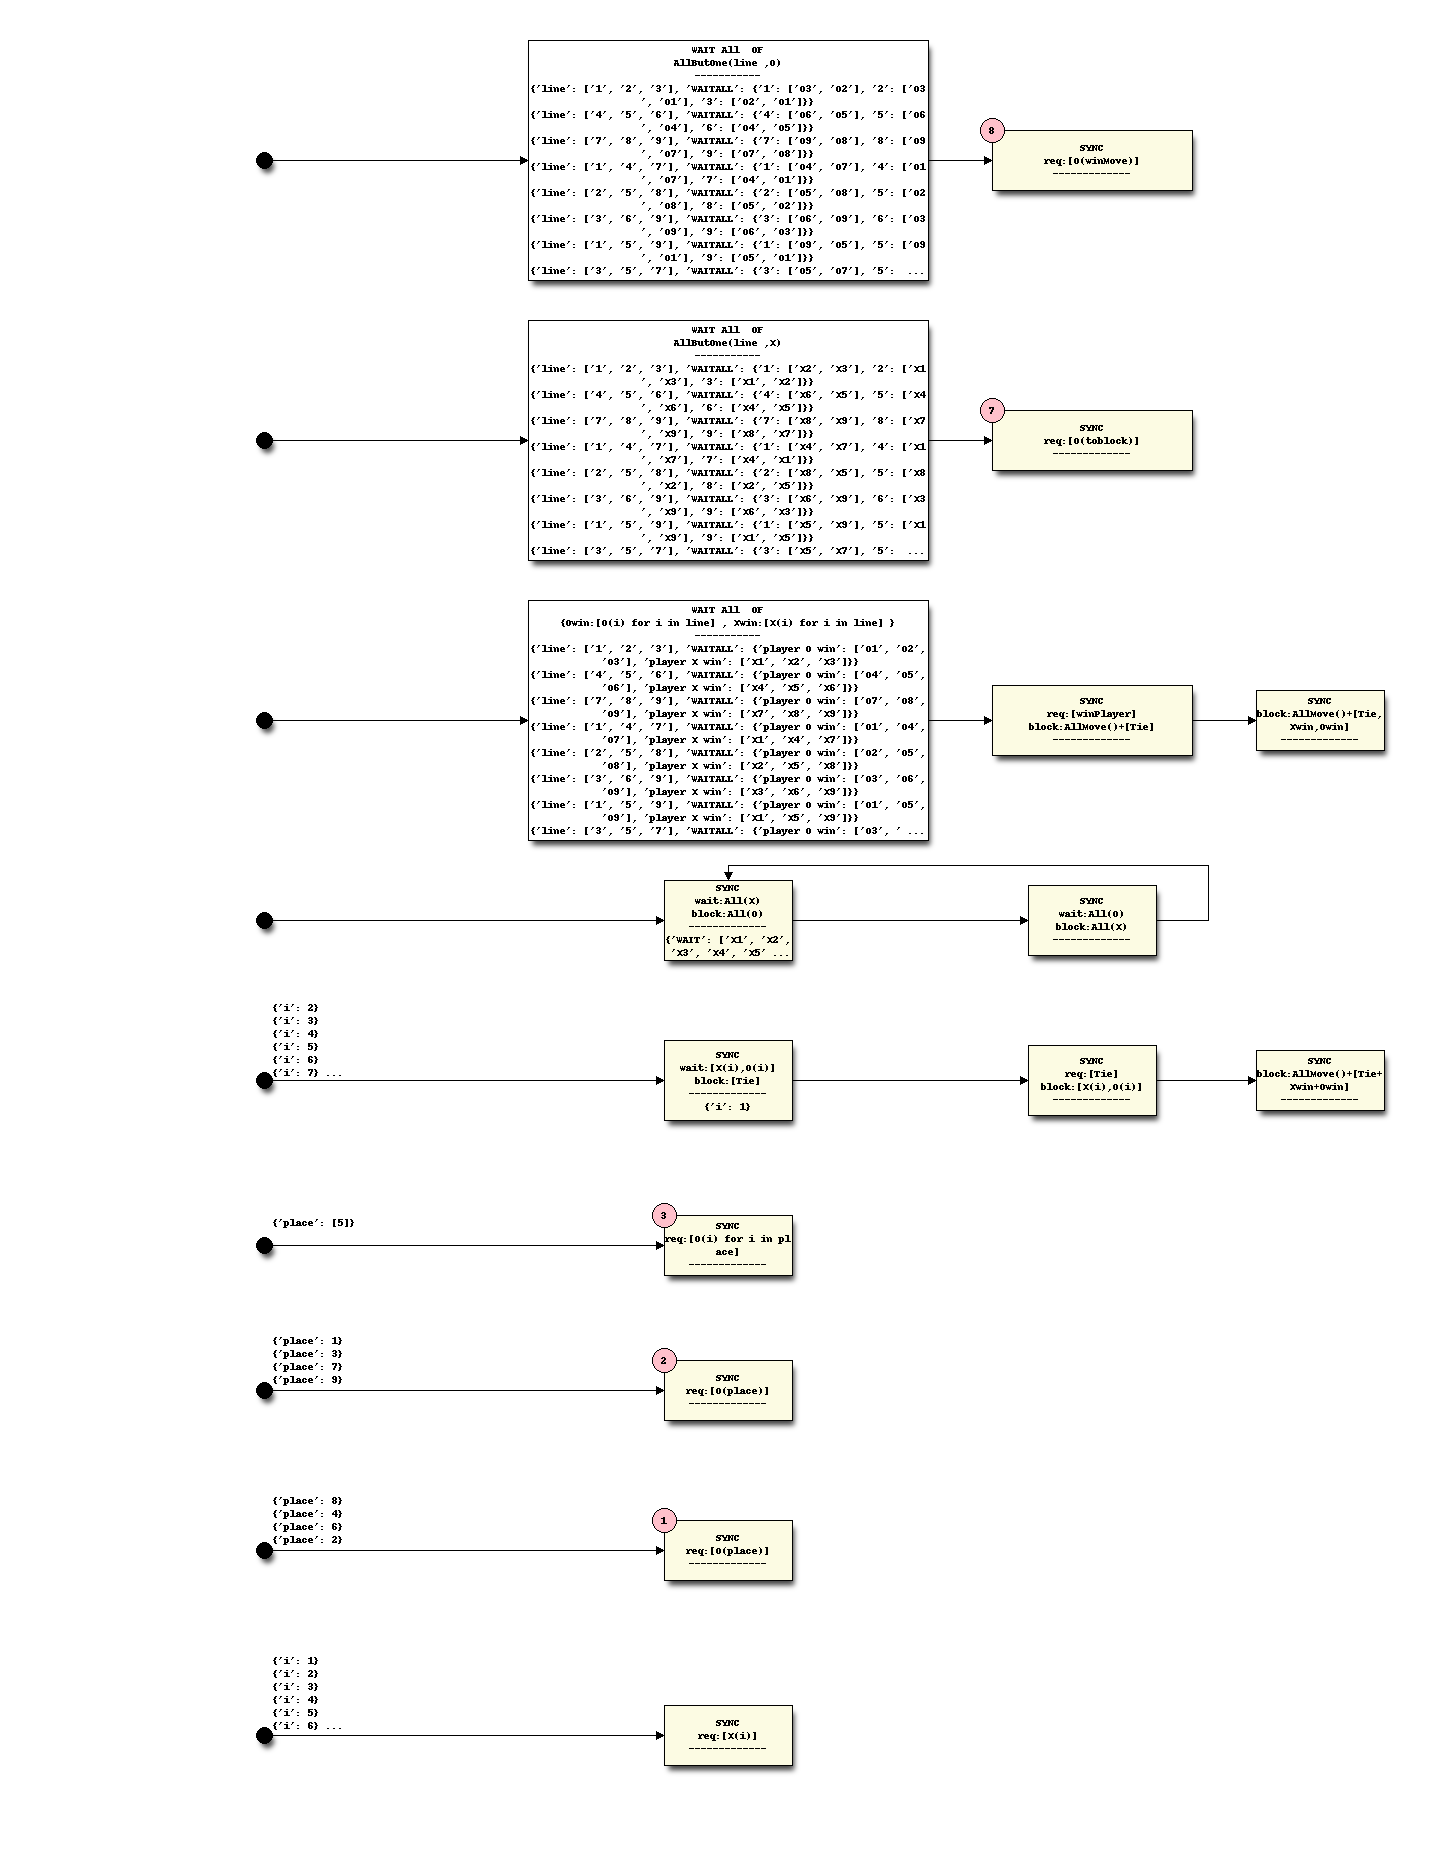 WAIT All  OF
AllButOne(line ,O)
-----------
{'line': ['1', '2', '3'], 'WAITALL': {'1': ['O3', 'O2'], '2': ['O3
', 'O1'], '3': ['O2', 'O1']}}
{'line': ['4', '5', '6'], 'WAITALL': {'4': ['O6', 'O5'], '5': ['O6
', 'O4'], '6': ['O4', 'O5']}}
{'line': ['7', '8', '9'], 'WAITALL': {'7': ['O9', 'O8'], '8': ['O9
', 'O7'], '9': ['O7', 'O8']}}
{'line': ['1', '4', '7'], 'WAITALL': {'1': ['O4', 'O7'], '4': ['O1
', 'O7'], '7': ['O4', 'O1']}}
{'line': ['2', '5', '8'], 'WAITALL': {'2': ['O5', 'O8'], '5': ['O2
', 'O8'], '8': ['O5', 'O2']}}
{'line': ['3', '6', '9'], 'WAITALL': {'3': ['O6', 'O9'], '6': ['O3
', 'O9'], '9': ['O6', 'O3']}}
{'line': ['1', '5', '9'], 'WAITALL': {'1': ['O9', 'O5'], '5': ['O9
', 'O1'], '9': ['O5', 'O1']}}
{'line': ['3', '5', '7'], 'WAITALL': {'3': ['O5', 'O7'], '5':  ...
8
SYNC
req:[O(winMove)]
-------------
WAIT All  OF
AllButOne(line ,X)
-----------
{'line': ['1', '2', '3'], 'WAITALL': {'1': ['X2', 'X3'], '2': ['X1
', 'X3'], '3': ['X1', 'X2']}}
{'line': ['4', '5', '6'], 'WAITALL': {'4': ['X6', 'X5'], '5': ['X4
', 'X6'], '6': ['X4', 'X5']}}
{'line': ['7', '8', '9'], 'WAITALL': {'7': ['X8', 'X9'], '8': ['X7
', 'X9'], '9': ['X8', 'X7']}}
{'line': ['1', '4', '7'], 'WAITALL': {'1': ['X4', 'X7'], '4': ['X1
', 'X7'], '7': ['X4', 'X1']}}
{'line': ['2', '5', '8'], 'WAITALL': {'2': ['X8', 'X5'], '5': ['X8
', 'X2'], '8': ['X2', 'X5']}}
{'line': ['3', '6', '9'], 'WAITALL': {'3': ['X6', 'X9'], '6': ['X3
', 'X9'], '9': ['X6', 'X3']}}
{'line': ['1', '5', '9'], 'WAITALL': {'1': ['X5', 'X9'], '5': ['X1
', 'X9'], '9': ['X1', 'X5']}}
{'line': ['3', '5', '7'], 'WAITALL': {'3': ['X5', 'X7'], '5':  ...
7
SYNC
req:[O(toblock)]
-------------
WAIT All  OF
{Owin:[O(i) for i in line] , Xwin:[X(i) for i in line] }
-----------
{'line': ['1', '2', '3'], 'WAITALL': {'player O win': ['O1', 'O2',
'O3'], 'player X win': ['X1', 'X2', 'X3']}}
{'line': ['4', '5', '6'], 'WAITALL': {'player O win': ['O4', 'O5',
'O6'], 'player X win': ['X4', 'X5', 'X6']}}
{'line': ['7', '8', '9'], 'WAITALL': {'player O win': ['O7', 'O8',
'O9'], 'player X win': ['X7', 'X8', 'X9']}}
{'line': ['1', '4', '7'], 'WAITALL': {'player O win': ['O1', 'O4',
'O7'], 'player X win': ['X1', 'X4', 'X7']}}
{'line': ['2', '5', '8'], 'WAITALL': {'player O win': ['O2', 'O5',
'O8'], 'player X win': ['X2', 'X5', 'X8']}}
{'line': ['3', '6', '9'], 'WAITALL': {'player O win': ['O3', 'O6',
'O9'], 'player X win': ['X3', 'X6', 'X9']}}
{'line': ['1', '5', '9'], 'WAITALL': {'player O win': ['O1', 'O5',
'O9'], 'player X win': ['X1', 'X5', 'X9']}}
{'line': ['3', '5', '7'], 'WAITALL': {'player O win': ['O3', ' ...
SYNC
req:[winPlayer]
block:AllMove()+[Tie]
-------------
SYNC
block:AllMove()+[Tie,
Xwin,Owin]
-------------
SYNC
wait:All(X)
block:All(O)
-------------
{'WAIT': ['X1', 'X2',
'X3', 'X4', 'X5' ...
SYNC
wait:All(O)
block:All(X)
-------------
{'i': 2}
{'i': 3}
{'i': 4}
{'i': 5}
{'i': 6}
{'i': 7} ...
SYNC
wait:[X(i),O(i)]
block:[Tie]
-------------
{'i': 1}
SYNC
req:[Tie]
block:[X(i),O(i)]
-------------
SYNC
block:AllMove()+[Tie+
Xwin+Owin]
-------------
{'place': [5]}
3
SYNC
req:[O(i) for i in pl
ace]
-------------
{'place': 1}
{'place': 3}
{'place': 7}
{'place': 9}
2
SYNC
req:[O(place)]
-------------
{'place': 8}
{'place': 4}
{'place': 6}
{'place': 2}
1
SYNC
req:[O(place)]
-------------
{'i': 1}
{'i': 2}
{'i': 3}
{'i': 4}
{'i': 5}
{'i': 6} ...
SYNC
req:[X(i)]
-------------